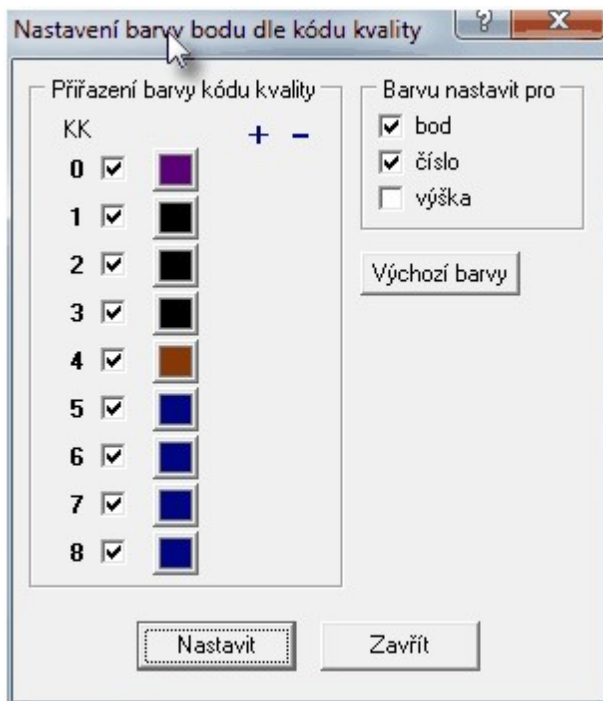 Nastavení barvy bodu dle kódu kvality ? X
Přiřazení barvy kódu kvality
KK + -
0
1
2
3
4
5
6
7
8
Barvu nastavit pro
bod
číslo
výška
Výchozí barvy
Nastavit Zavřít